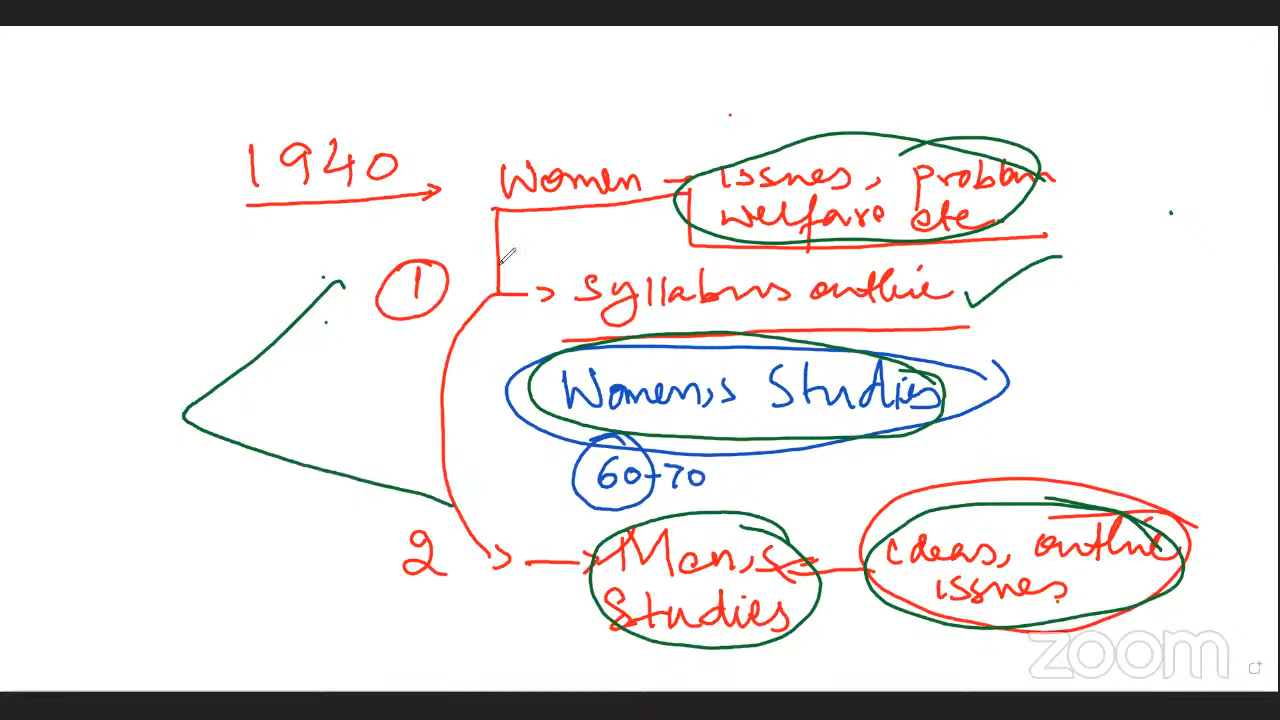 1940
Women - issues, problem
welfare etc
1
syllabus outline
Women,s Studies
60-70
2
Men,s
Studies
ideas, outline
issues
zoom